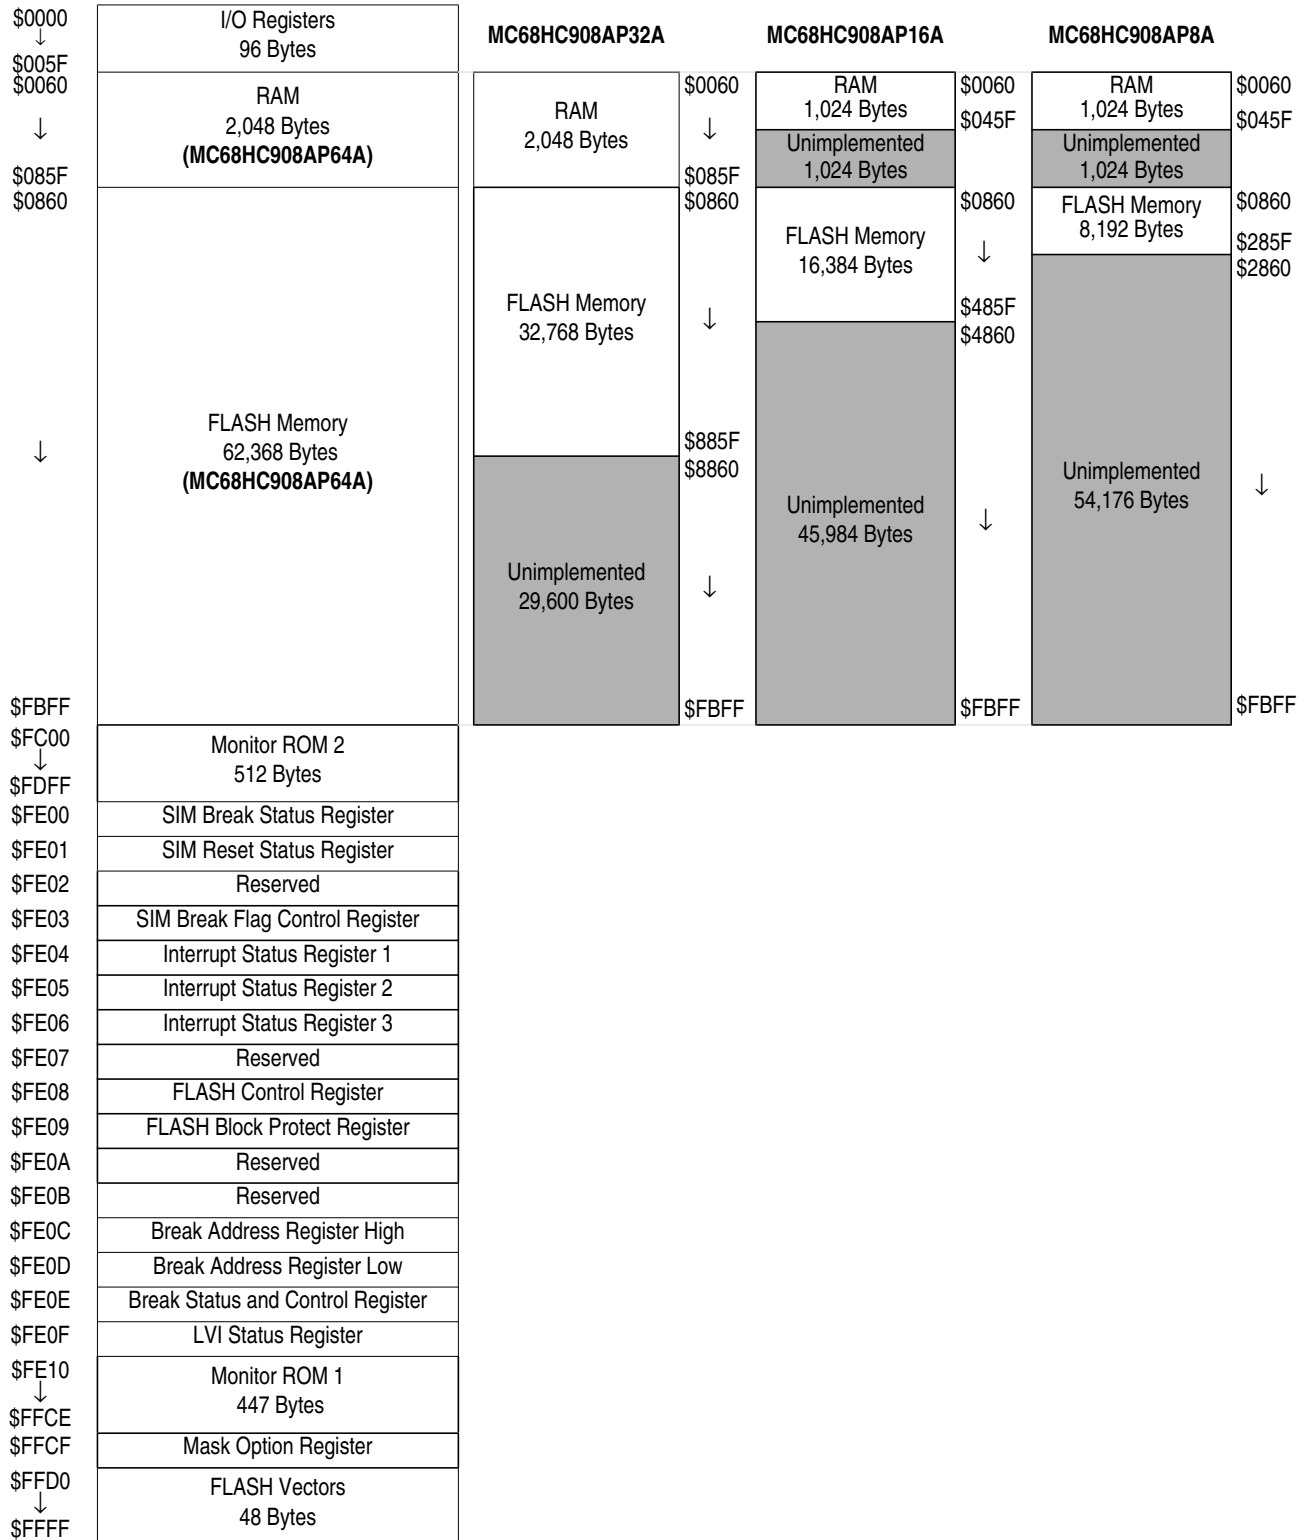 $0000
↓
$005F
I/O Registers
96 Bytes
MC68HC908AP32A
MC68HC908AP16A
MC68HC908AP8A
$0060
↓
$085F
RAM
2,048 Bytes
(MC68HC908AP64A)
RAM
2,048 Bytes
$0060
↓
$085F
RAM
1,024 Bytes
$0060
$045F
Unimplemented
1,024 Bytes
RAM
1,024 Bytes
$0060
$045F
Unimplemented
1,024 Bytes
$0860
↓
$FBFF
FLASH Memory
62,368 Bytes
(MC68HC908AP64A)
FLASH Memory
32,768 Bytes
$0860
↓
$885F
$8860
Unimplemented
29,600 Bytes
↓
$FBFF
FLASH Memory
16,384 Bytes
$0860
↓
$485F
$4860
Unimplemented
45,984 Bytes
↓
$FBFF
FLASH Memory
8,192 Bytes
$0860
$285F
$2860
Unimplemented
54,176 Bytes
↓
$FBFF
$FC00
↓
$FDFF
Monitor ROM 2
512 Bytes
$FE00 SIM Break Status Register
$FE01 SIM Reset Status Register
$FE02 Reserved
$FE03 SIM Break Flag Control Register
$FE04 Interrupt Status Register 1
$FE05 Interrupt Status Register 2
$FE06 Interrupt Status Register 3
$FE07 Reserved
$FE08 FLASH Control Register
$FE09 FLASH Block Protect Register
$FE0A Reserved
$FE0B Reserved
$FE0C Break Address Register High
$FE0D Break Address Register Low
$FE0E Break Status and Control Register
$FE0F LVI Status Register
$FE10
↓
$FFCE
Monitor ROM 1
447 Bytes
$FFCF Mask Option Register
$FFD0
↓
$FFFF
FLASH Vectors
48 Bytes